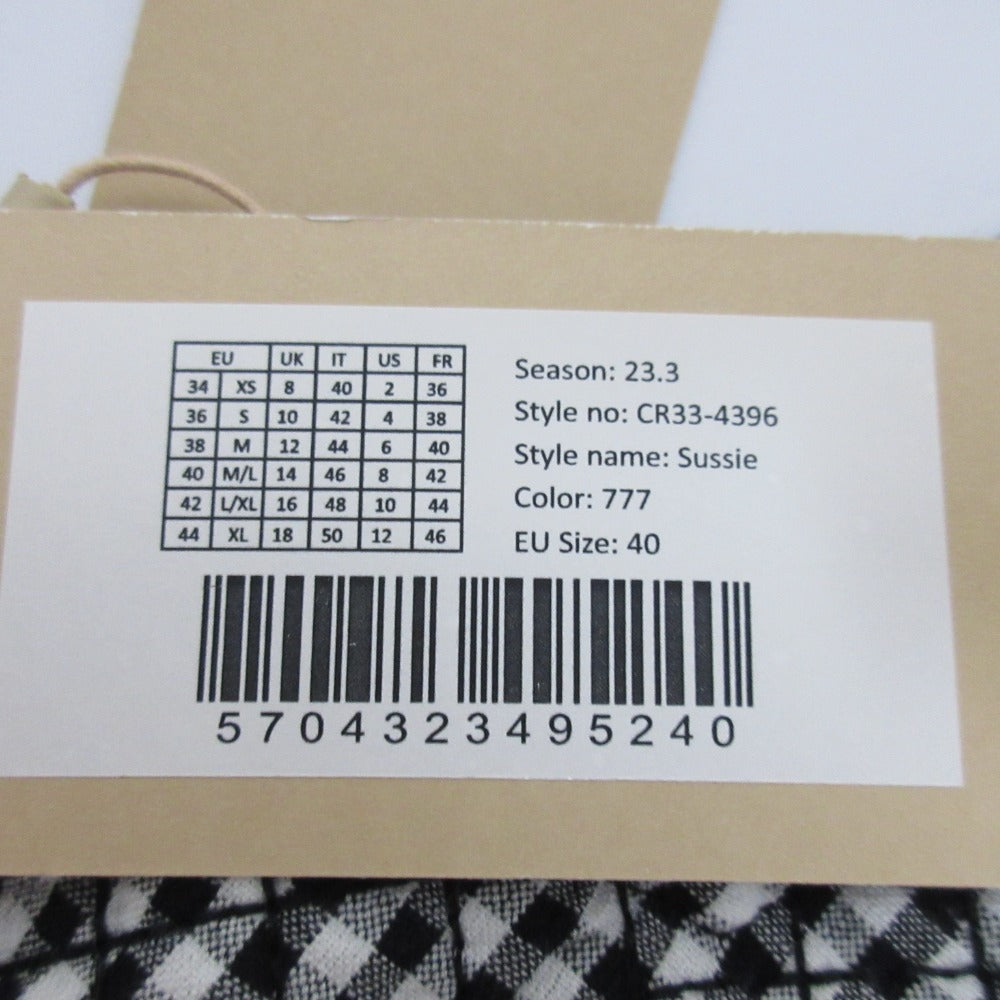 EU UK IT US FR
34 XS 8 40 2 36
36 S 10 42 4 38
38 M 12 44 6 40
40 M/L 14 46 8 42
42 L/XL 16 48 10 44
44 XL 18 50 12 46
Season: 23.3
Style no: CR33-4396
Style name: Sussie
Color: 777
EU Size: 40
5704323495240